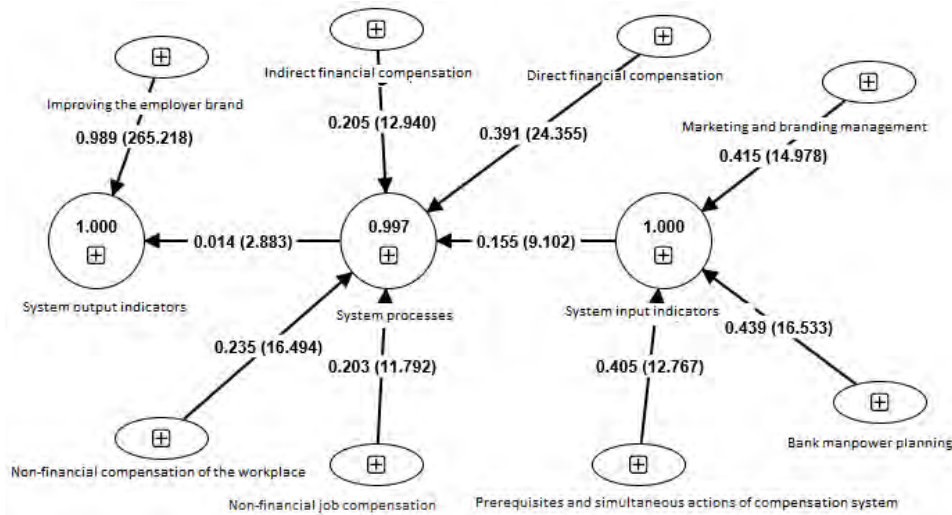 Indirect financial compensation
Direct financial compensation
Improving the employer brand
Marketing and branding management
0.989 (265.218)
0.205 (12.940)
0.391 (24.355)
0.415 (14.978)
1.000
0.997
1.000
0.014 (2.883)
0.155 (9.102)
System output indicators
System processes
System input indicators
0.235 (16.494)
0.203 (11.792)
0.405 (12.767)
0.439 (16.533)
Bank manpower planning
Non-financial compensation of the workplace
Non-financial job compensation
Prerequisites and simultaneous actions of compensation system